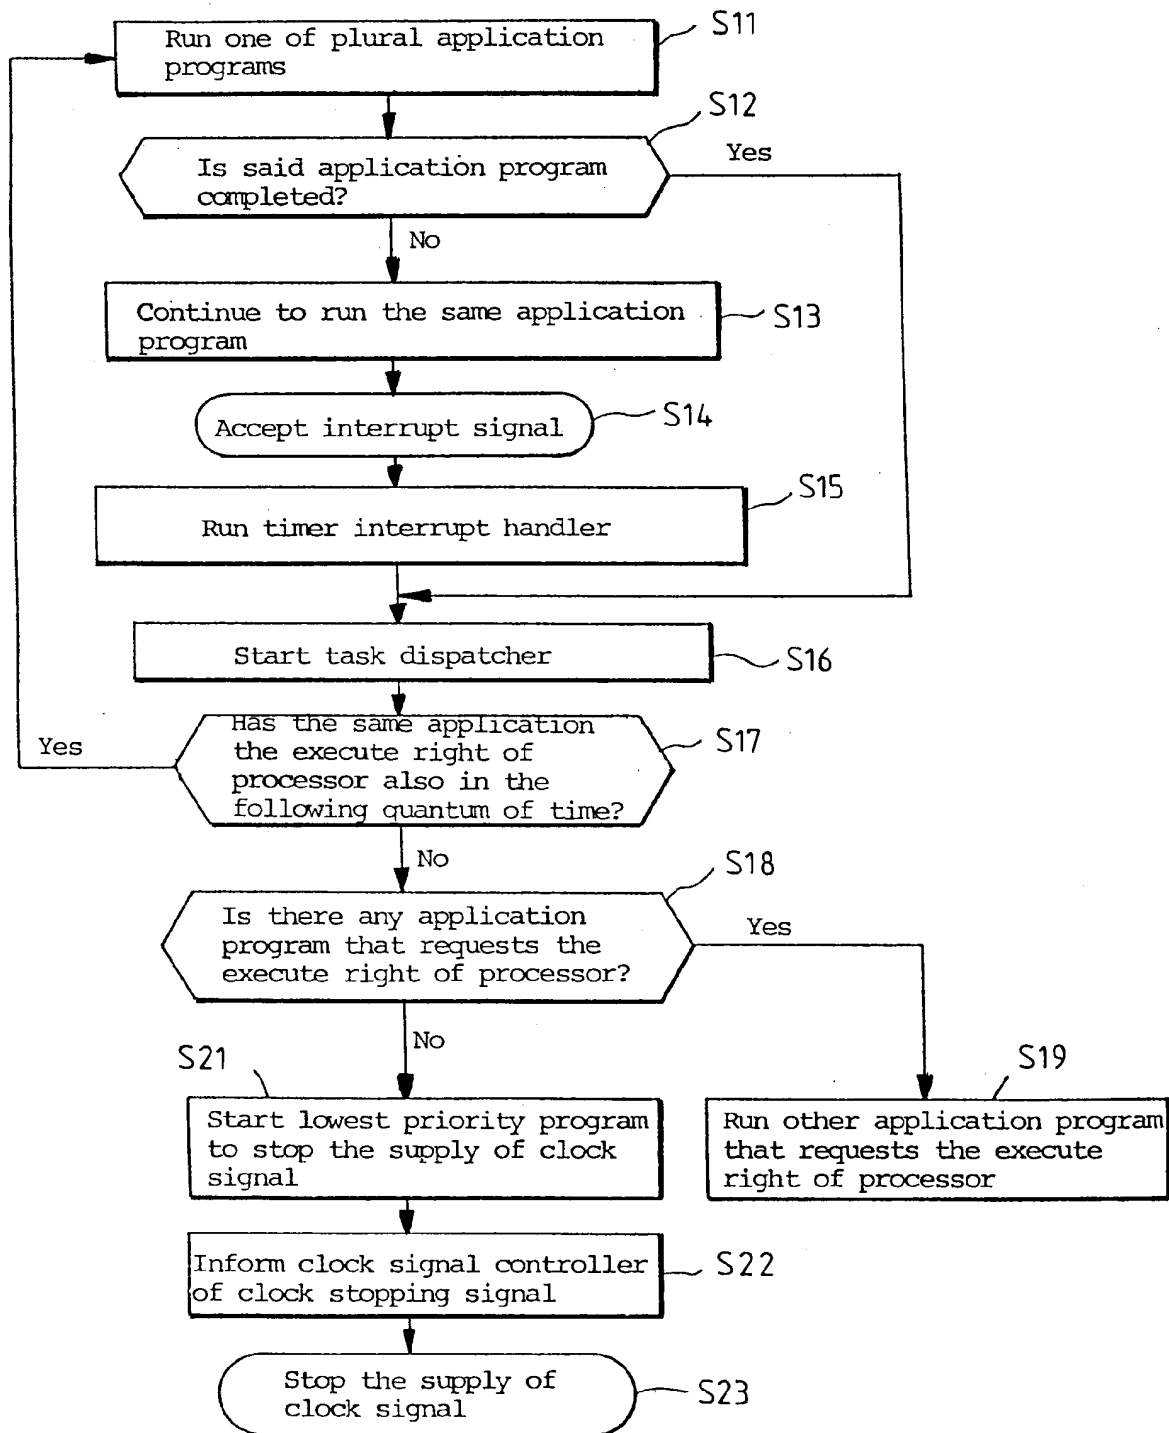 Run one of plural application
programs
S11
Is said application program
completed?
S12
Yes
No
Continue to run the same application
program
S13
Accept interrupt signal
S14
Run timer interrupt handler
S15
Start task dispatcher
S16
Has the same application
the execute right of
processor also in the
following quantum of time?
S17
Yes
No
Is there any application
program that requests the
execute right of processor?
S18
Yes
No
S21
Start lowest priority program
to stop the supply of clock
signal
S19
Run other application program
that requests the execute
right of processor
Inform clock signal controller
of clock stopping signal
S22
Stop the supply of
clock signal
S23